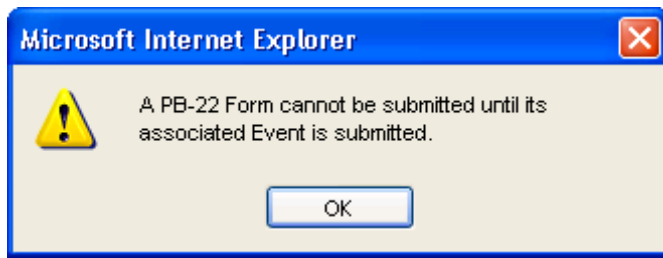 Microsoft Internet Explorer
A PB-22 Form cannot be submitted until its
associated Event is submitted.
OK